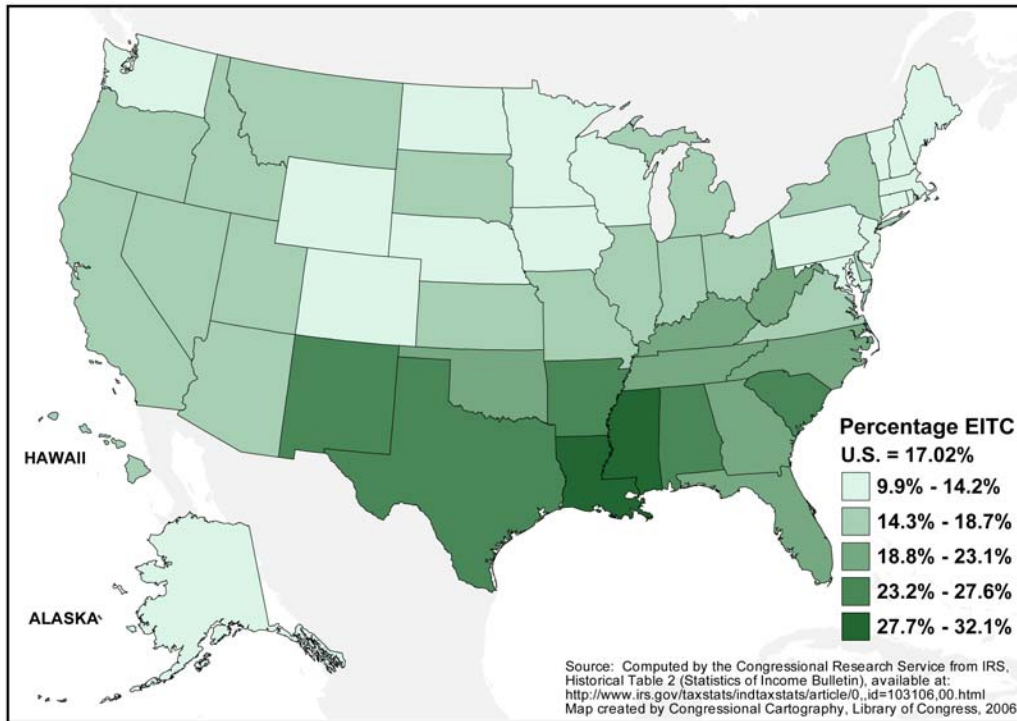 HAWAII
ALASKA
Percentage EITC
U.S. = 17.02%
9.9% - 14.2%
14.3% - 18.7%
18.8% - 23.1%
23.2% - 27.6%
27.7% - 32.1%
Source: Computed by the Congressional Research Service from IRS,
Historical Table 2 (Statistics of Income Bulletin), available at:
http://www.irs.gov/taxstats/indtaxstats/article/0,,id=103106,00.html
Map created by Congressional Cartography, Library of Congress, 2006